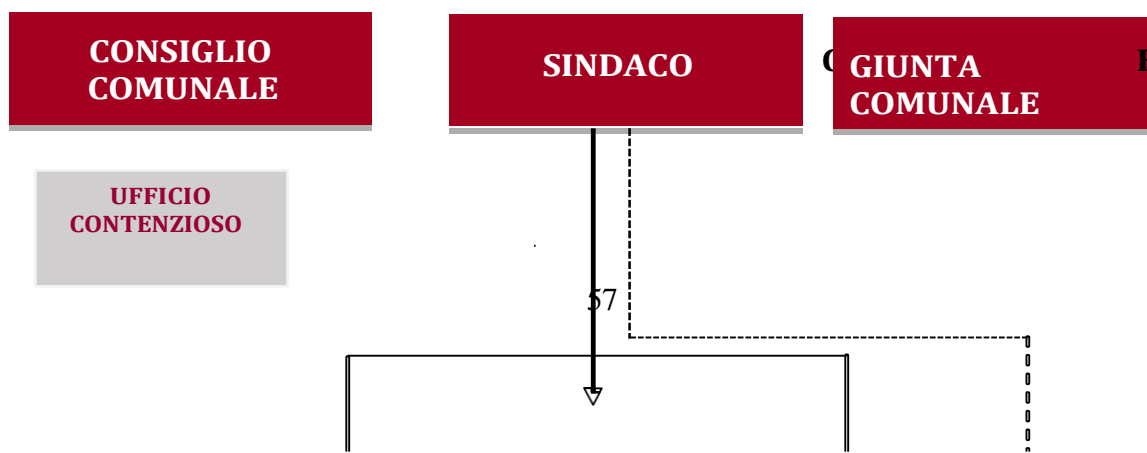 CONSIGLIO
COMUNALE
SINDACO
GIUNTA
COMUNALE
UFFICIO
CONTENZIOSO
57